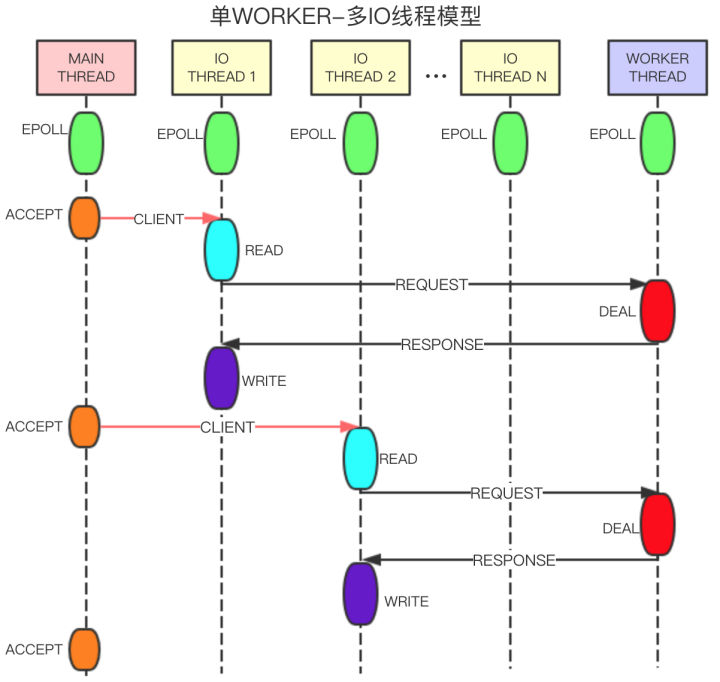 单WORKER-多IO线程模型
MAIN
THREAD
IO
THREAD 1
IO
THREAD 2
...
IO
THREAD N
WORKER
THREAD
EPOLL
EPOLL
EPOLL
EPOLL
EPOLL
ACCEPT
CLIENT
READ
REQUEST
DEAL
RESPONSE
WRITE
ACCEPT
CLIENT
READ
REQUEST
DEAL
RESPONSE
WRITE
ACCEPT